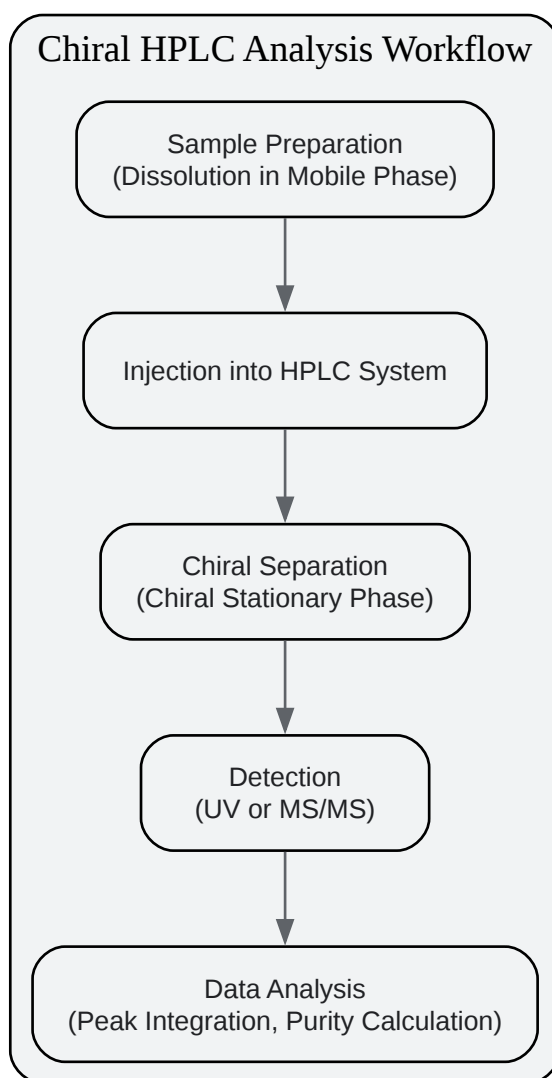 Chiral HPLC Analysis Workflow
Sample Preparation
(Dissolution in Mobile Phase)
Injection into HPLC System
Chiral Separation
(Chiral Stationary Phase)
Detection
(UV or MS/MS)
Data Analysis
(Peak Integration, Purity Calculation)